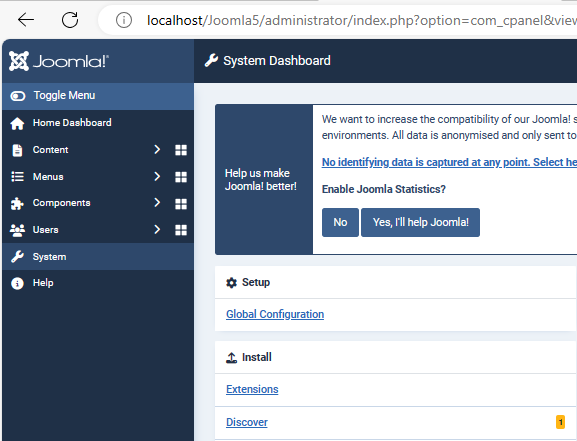 localhost/Joomla5/administrator/index.php?option=com_cpanel&view
Joomla!®
System Dashboard
Toggle Menu
Home Dashboard
Content
Menus
Components
Users
System
Help
Help us make
Joomla! better!
We want to increase the compatibility of our Joomla! s
environments. All data is anonymised and only sent to
No identifying data is captured at any point. Select he
Enable Joomla Statistics?
No
Yes, I'll help Joomla!
Setup
Global Configuration
Install
Extensions
Discover 1